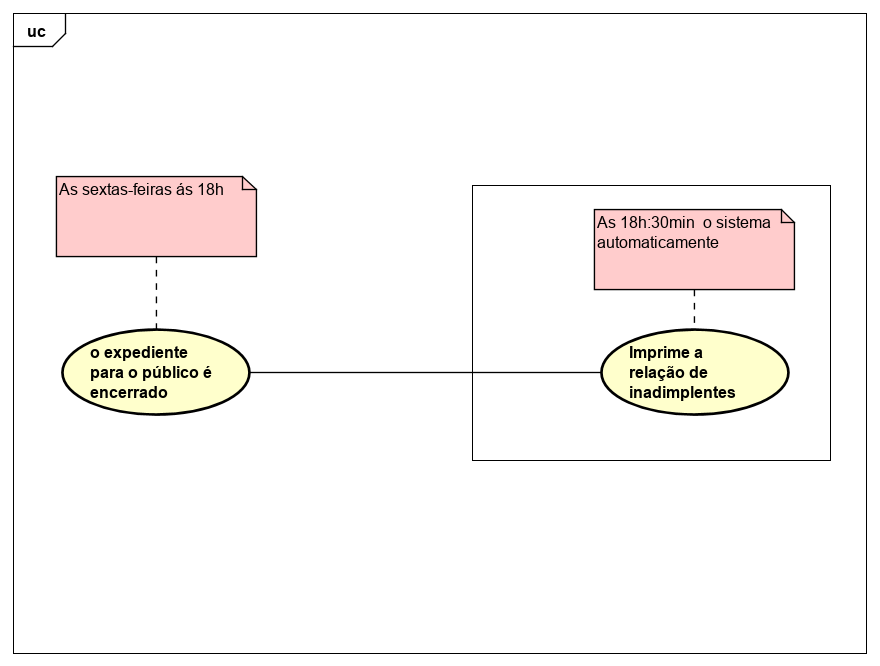 uc
As sextas-feiras ás 18h
As 18h:30min  o sistema
automaticamente
o expediente
para o público é
encerrado
Imprime a
relação de
inadimplentes